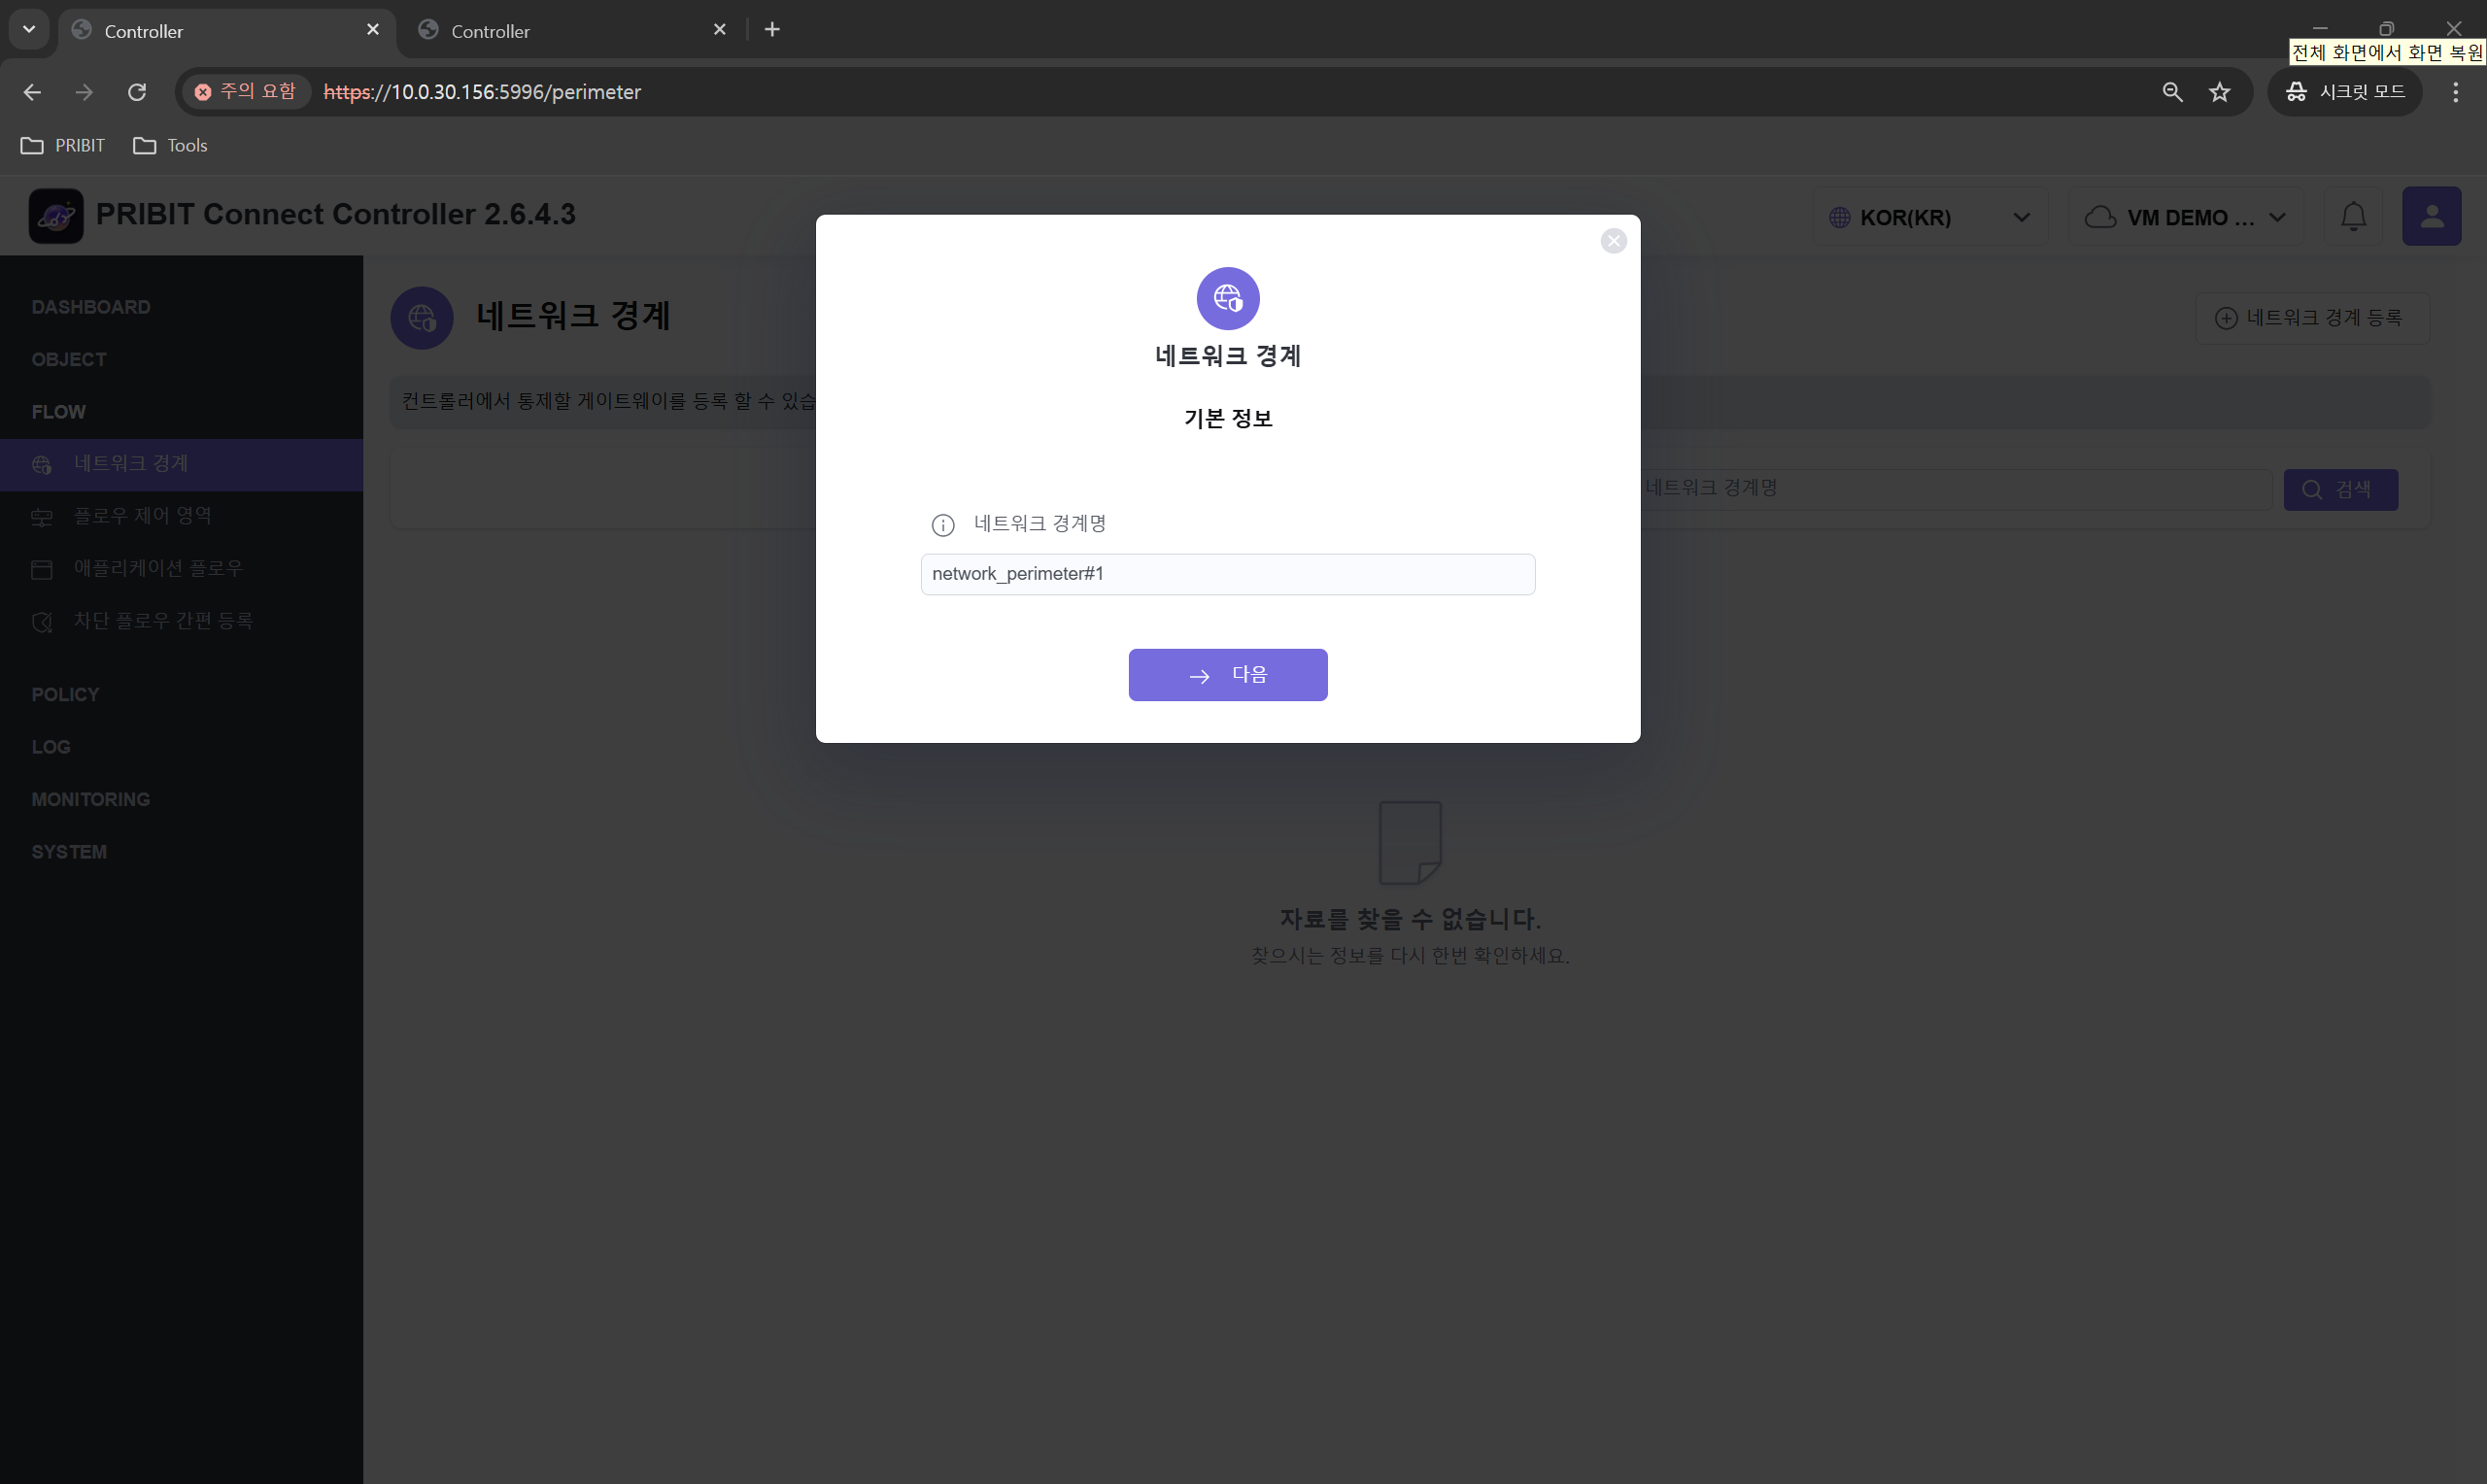 Controller
Controller
전체 화면에서 화면 복원
주의 요함
https://10.0.30.156:5996/perimeter
시크릿 모드
PRIBIT
Tools
PRIBIT Connect Controller 2.6.4.3
KOR(KR)
VM DEMO ...
DASHBOARD
OBJECT
FLOW
네트워크 경계
플로우 제어 영역
애플리케이션 플로우
차단 플로우 간편 등록
POLICY
LOG
MONITORING
SYSTEM
네트워크 경계
네트워크 경계 등록
컨트롤러에서 통제할 게이트웨이를 등록 할 수 있습
네트워크 경계명
검색
네트워크 경계
기본 정보
네트워크 경계명
network_perimeter#1
다음
자료를 찾을 수 없습니다.
찾으시는 정보를 다시 한번 확인하세요.